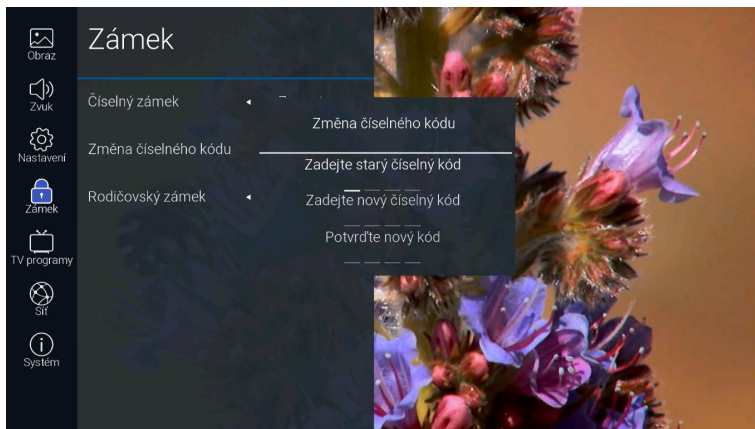 Obraz
Zvuk
Nastavení
Zámek
TV programy
Síť
Systém
Zámek
Číselný zámek
Změna číselného kódu
Rodičovský zámek
Změna číselného kódu
Zadejte starý číselný kód
Zadejte nový číselný kód
Potvrďte nový kód